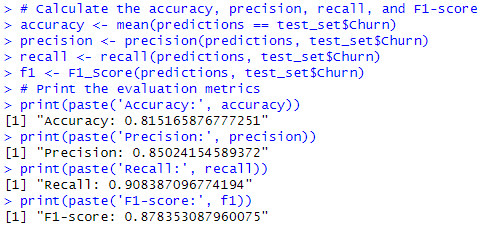 > # Calculate the accuracy, precision, recall, and F1-score
> accuracy <- mean(predictions == test_set$Churn)
> precision <- precision(predictions, test_set$Churn)
> recall <- recall(predictions, test_set$Churn)
> f1 <- F1_Score(predictions, test_set$Churn)
> # Print the evaluation metrics
> print(paste('Accuracy:', accuracy))
[1] "Accuracy: 0.815165876777251"
> print(paste('Precision:', precision))
[1] "Precision: 0.85024154589372"
> print(paste('Recall:', recall))
[1] "Recall: 0.908387096774194"
> print(paste('F1-score:', f1))
[1] "F1-score: 0.878353087960075"